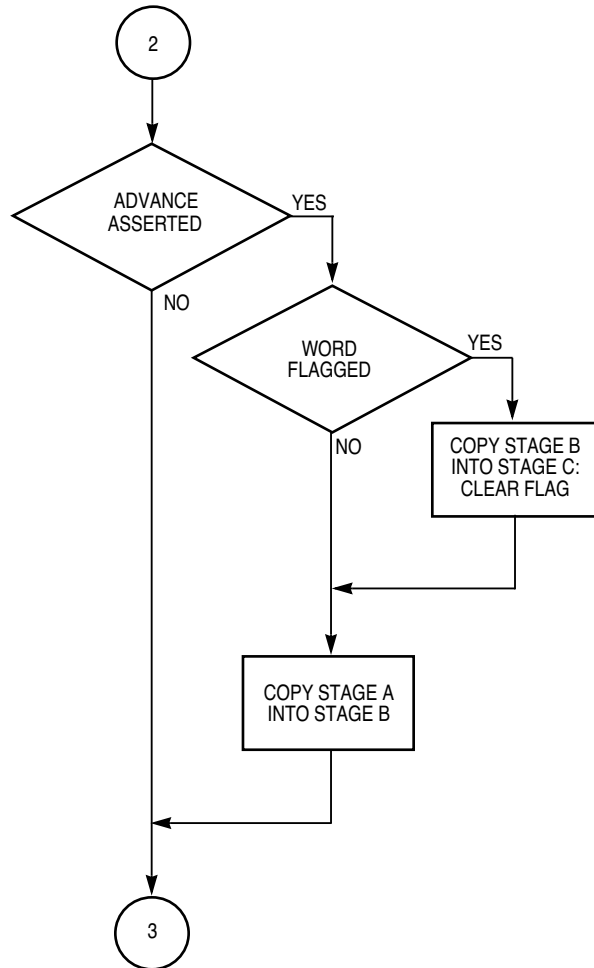 2
ADVANCE
ASSERTED
YES
NO
WORD
FLAGGED
YES
NO
COPY STAGE B
INTO STAGE C:
CLEAR FLAG
COPY STAGE A
INTO STAGE B
3